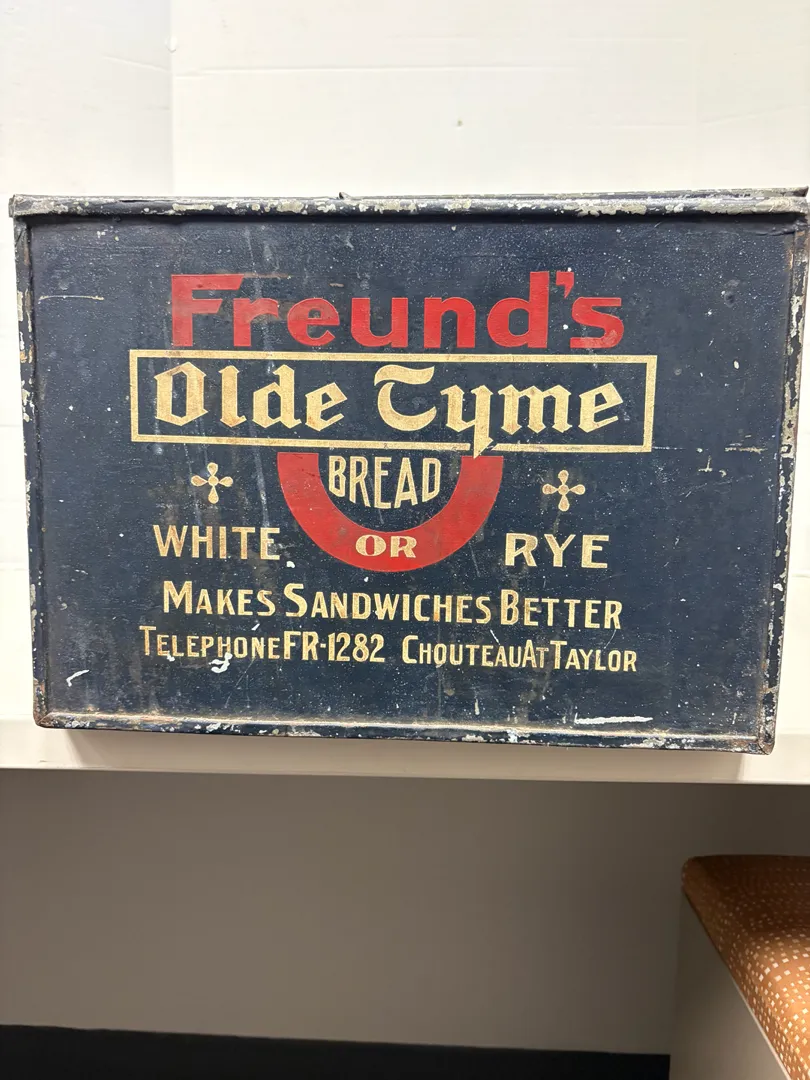 Freund's
Olde Tyme
BREAD
WHITE OR RYE
MAKES SANDWICHES BETTER
TELEPHONE FR-1282 CHOUTEAU AT TAYLOR